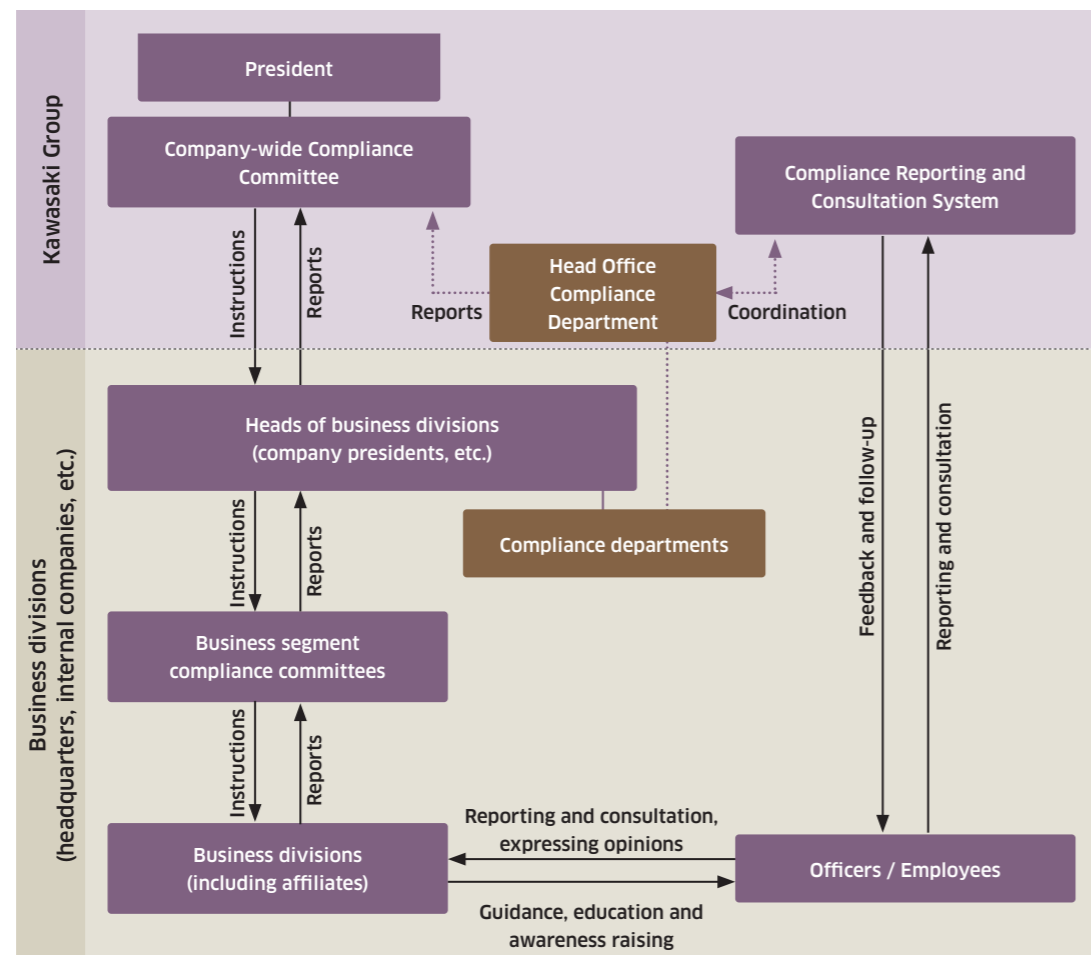 Kawasaki Group
President
Company-wide Compliance
Committee
Compliance Reporting and
Consultation System
Head Office
Compliance
Department
Instructions
Reports
Reports
Coordination
Business divisions
(headquarters, internal companies, etc.)
Heads of business divisions
(company presidents, etc.)
Compliance departments
Instructions
Reports
Feedback and follow-up
Reporting and consultation
Business segment
compliance committees
Instructions
Reports
Business divisions
(including affiliates)
Reporting and consultation,
expressing opinions
Guidance, education and
awareness raising
Officers / Employees